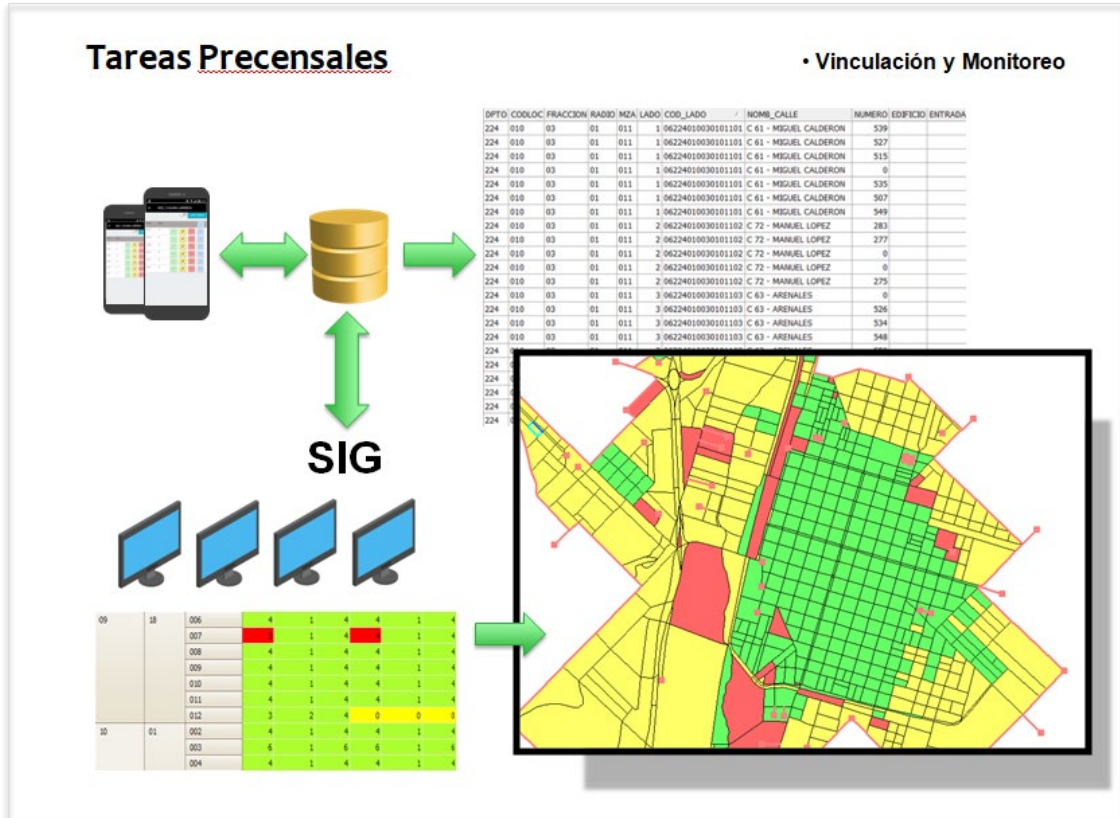 Tareas Precensales
• Vinculación y Monitoreo
DPTO CODLOC FRACCION RADIO MZA LADO COD_LADO / NOMB_CALLE NUMERO EDIFICIO ENTRADA
224 010 03 01 011 1 06224010030101101 C 61 - MIGUEL CALDERON 539
224 010 03 01 011 1 06224010030101101 C 61 - MIGUEL CALDERON 527
224 010 03 01 011 1 06224010030101101 C 61 - MIGUEL CALDERON 515
224 010 03 01 011 1 06224010030101101 C 61 - MIGUEL CALDERON 0
224 010 03 01 011 1 06224010030101101 C 61 - MIGUEL CALDERON 535
224 010 03 01 011 1 06224010030101101 C 61 - MIGUEL CALDERON 507
224 010 03 01 011 1 06224010030101101 C 61 - MIGUEL CALDERON 549
224 010 03 01 011 2 06224010030101102 C 72 - MANUEL LOPEZ 283
224 010 03 01 011 2 06224010030101102 C 72 - MANUEL LOPEZ 277
224 010 03 01 011 2 06224010030101102 C 72 - MANUEL LOPEZ 0
224 010 03 01 011 2 06224010030101102 C 72 - MANUEL LOPEZ 0
224 010 03 01 011 2 06224010030101102 C 72 - MANUEL LOPEZ 275
224 010 03 01 011 3 06224010030101103 C 63 - ARENALES 0
224 010 03 01 011 3 06224010030101103 C 63 - ARENALES 526
224 010 03 01 011 3 06224010030101103 C 63 - ARENALES 534
224 010 03 01 011 3 06224010030101103 C 63 - ARENALES 548
224
224
224
224
224
224
SIG
09 18 006 4 1 4 4 1 4
007 4 1 4
008 4 1 4 4 1 4
009 4 1 4 4 1 4
010 4 1 4 4 1 4
011 4 1 4 4 1 4
012 3 2 4 0 0 0
10 01 002 4 1 4 4 1 4
003 6 1 6 6 1 6
004 4 1 4 4 1 4